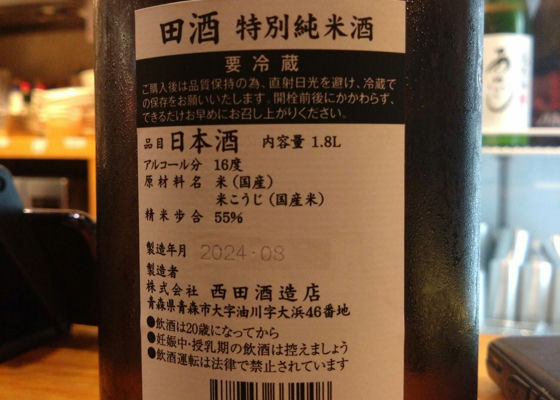 田酒 特別純米酒
要冷蔵
ご購入後は品質保持の為、直射日光を避け、冷蔵で
の保存をお願いいたします。開栓前後にかかわらず、
できるだけお早めにお召し上がりください。
品目 日本酒 内容量 1.8L
アルコール分 16度
原材料名 米(国産)
米こうじ(国産米)
精米歩合 55%
製造年月 2024·08
製造者
株式会社 西田酒造店
青森県青森市大字油川字大浜46番地
●飲酒は20歳になってから
●妊娠中・授乳期の飲酒は控えましょう
●飲酒運転は法律で禁止されています